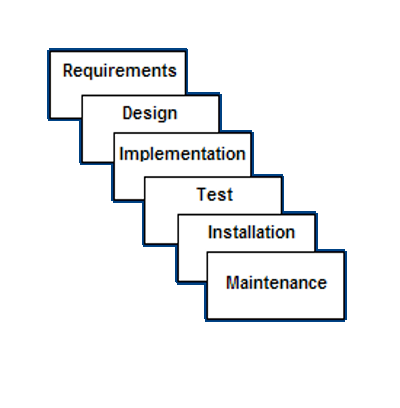 Requirements
Design
Implementation
Test
Installation
Maintenance